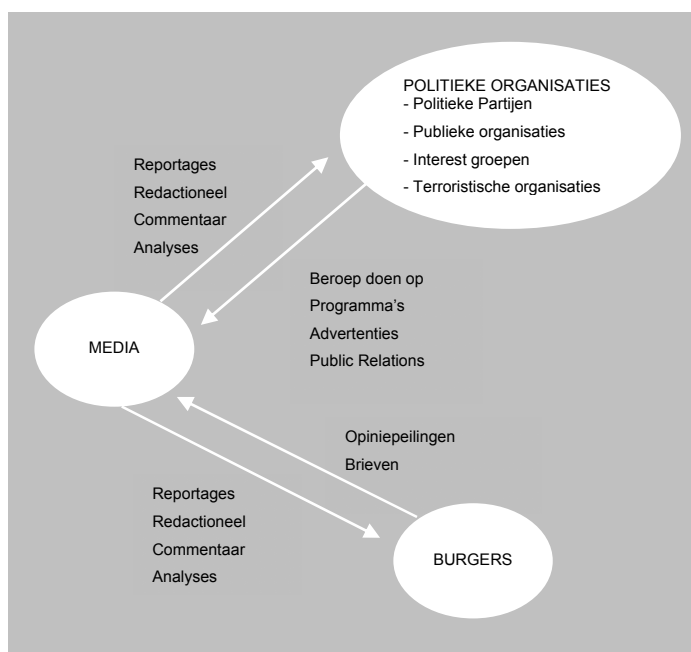 POLITIEKE ORGANISATIES
- Politieke Partijen
- Publieke organisaties
- Interest groepen
- Terroristische organisaties
Reportages
Redactioneel
Commentaar
Analyses
Beroep doen op
Programma's
Advertenties
Public Relations
MEDIA
Opiniepeilingen
Brieven
Reportages
Redactioneel
Commentaar
Analyses
BURGERS